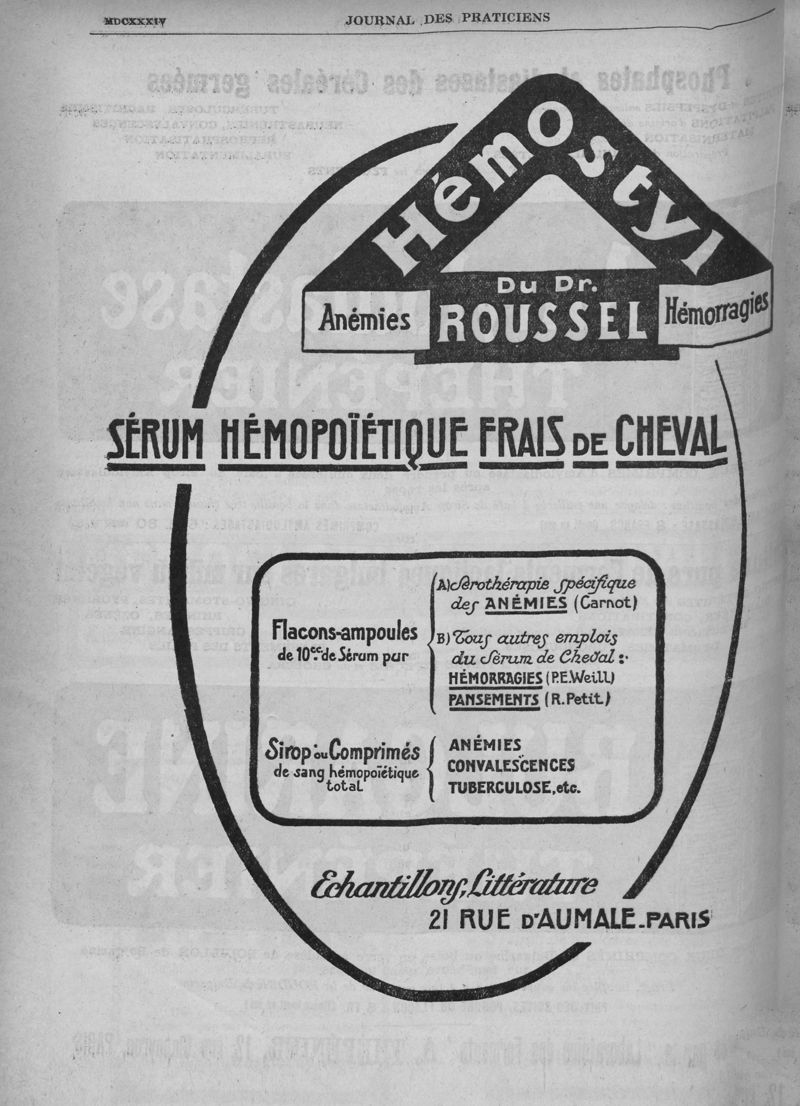 MDCXXXIV
JOURNAL DES PRATICIENS
Hémostyl
Du Dr.
ROUSSEL
Anémies
Hémorragies
SÉRUM HÉMOPOÏÉTIQUE FRAIS DE CHEVAL
Flacons-ampoules
de 10cc. de Sérum pur
A) Sérothérapie spécifique
des ANÉMIES (Carnot)
B) Tous autres emplois
du Sérum de Cheval :
HÉMORRAGIES (P.E.Weill)
PANSEMENTS (R.Petit)
Sirop ou Comprimés
de sang hémopoïétique
total
ANÉMIES
CONVALESCENCES
TUBERCULOSE, etc.
Echantillons, Littérature
21 RUE D'AUMALE-PARIS